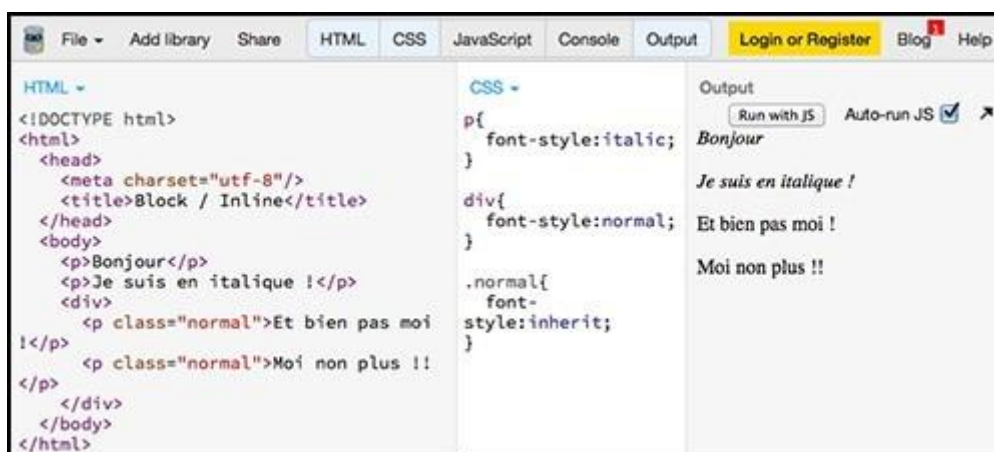 File Add library Share HTML CSS JavaScript Console Output Login or Register Blog 1 Help
HTML
<!DOCTYPE html>
<html>
<head>
<meta charset="utf-8"/>
<title>Block / Inline</title>
</head>
<body>
<p>Bonjour</p>
<p>Je suis en italique !</p>
<div>
<p class="normal">Et bien pas moi
!</p>
<p class="normal">Moi non plus !!
</p>
</div>
</body>
</html>
CSS
p{
font-style:italic;
}
div{
font-style:normal;
}
.normal{
font-
style:inherit;
}
Output
Run with JS Auto-run JS
Bonjour
Je suis en italique !
Et bien pas moi !
Moi non plus !!